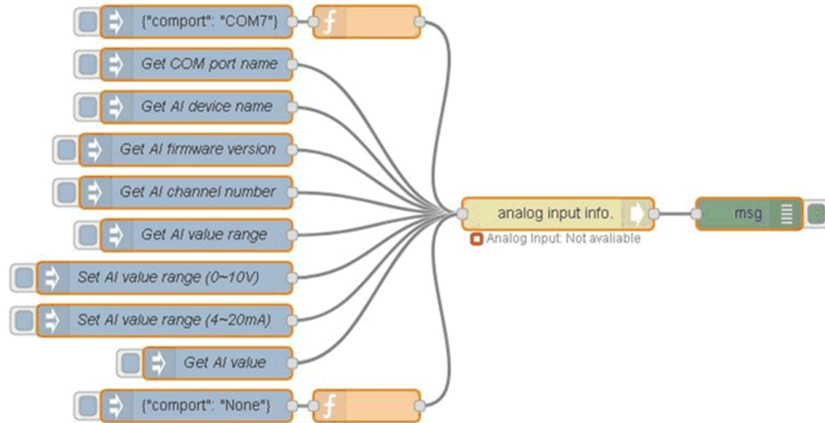 {"comport": "COM7"}
Get COM port name
Get AI device name
Get AI firmware version
Get AI channel number
Get AI value range
Set AI value range (0~10V)
Set AI value range (4~20mA)
Get AI value
{"comport": "None"}
analog input info.
Analog Input: Not avaliable
msg